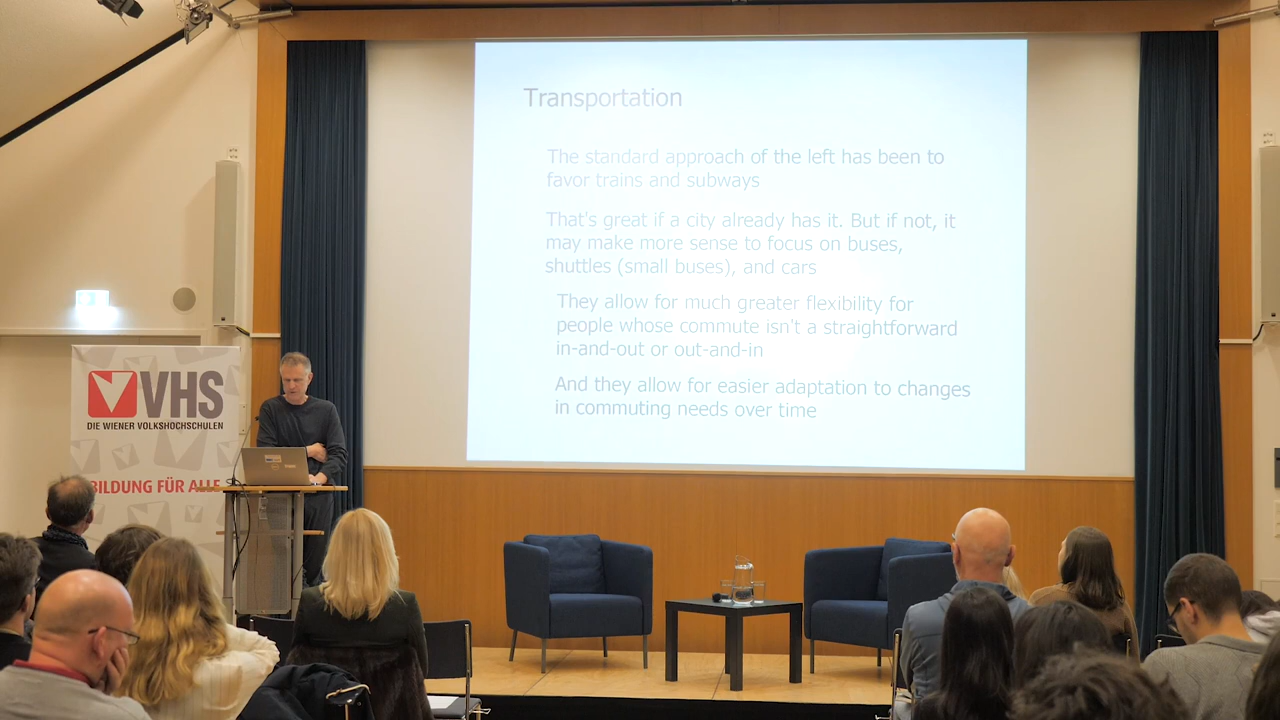 Transportation
The standard approach of the left has been to
favor trains and subways
That's great if a city already has it. But if not, it
may make more sense to focus on buses,
shuttles (small buses), and cars
They allow for much greater flexibility for
people whose commute isn't a straightforward
in-and-out or out-and-in
And they allow for easier adaptation to changes
in commuting needs over time
VHS
DIE WIENER VOLKSHOCHSCHULEN
BILDUNG FÜR ALLE